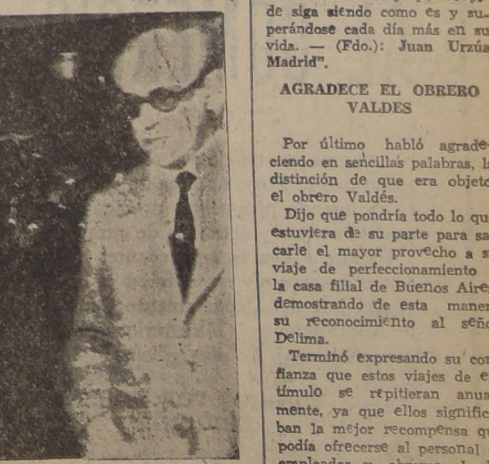 de siga siendo como es y su-
perándose cada día más en su
vida. — (Fdo.): Juan Urzúa
Madrid".
AGRADECE EL OBRERO
VALDES
Por último habló agrade-
ciendo en sencillas palabras, l
distinción de que era objeto
el obrero Valdés.
Dijo que pondría todo lo qu
estuviera de su parte para sa
carle el mayor provecho a s
viaje de perfeccionamiento
la casa filial de Buenos Aire
demostrando de esta maner
su reconocimiento al seño
Delima.
Terminó expresando su con
fianza que estos viajes de e
tímulo se repitieran anua
mente, ya que ellos signific
ban la mejor recompensa qu
podía ofrecerse al personal